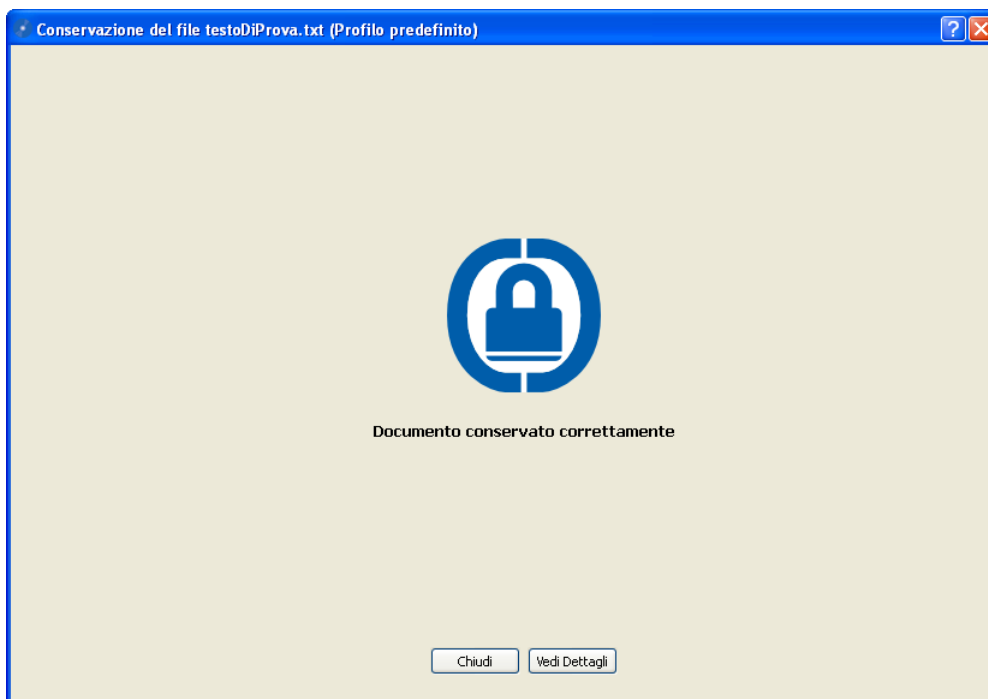 Conservazione del file testoDiProva.txt (Profilo predefinito)
Documento conservato correttamente
Chiudi Vedi Dettagli